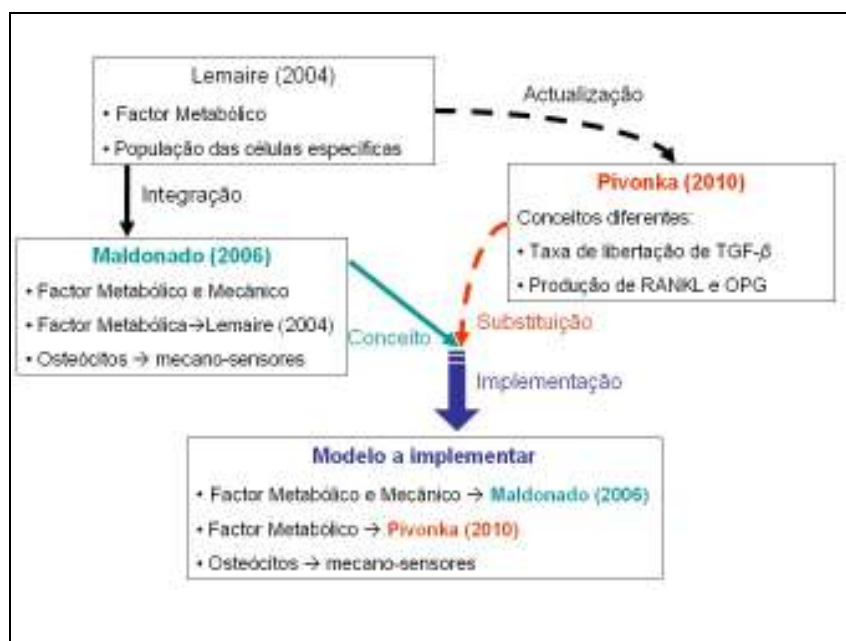 Lemaire (2004)
• Factor Metabólico
• População das células específicas
Actualização
Integração
Pivonka (2010)
Conceitos diferentes:
• Taxa de libertação de TGF-β
• Produção de RANKL e OPG
Maldonado (2006)
• Factor Metabólico e Mecânico
• Factor Metabólica→Lemaire (2004)
• Osteócitos → mecano-sensores
Conceito
Substituição
Implementação
Modelo a implementar
• Factor Metabólico e Mecânico → Maldonado (2006)
• Factor Metabólico → Pivonka (2010)
• Osteócitos → mecano-sensores